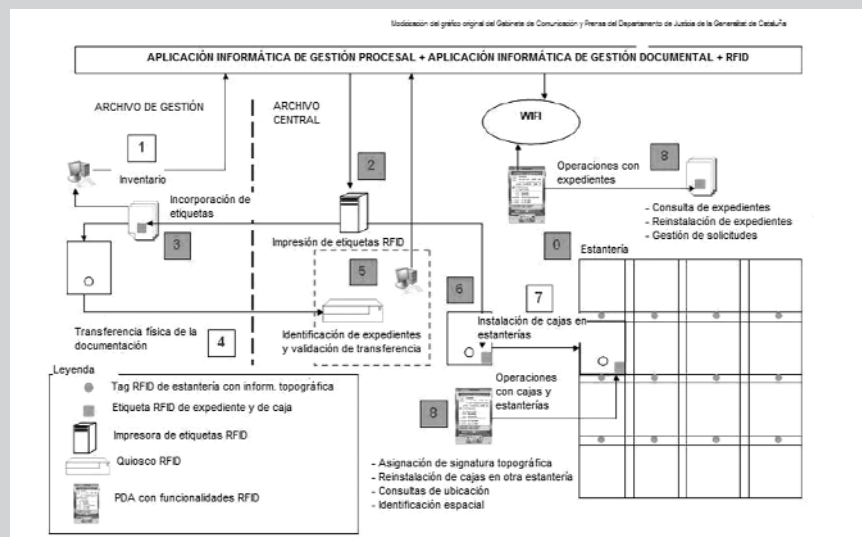 Modicicación del gráfico original del Gabinete de Comunicación y Prensa del Departamento de Justicia de la Generalitat de Cataluña
APLICACIÓN INFORMÁTICA DE GESTIÓN PROCESAL + APLICACIÓN INFORMÁTICA DE GESTIÓN DOCUMENTAL + RFID
ARCHIVO DE GESTIÓN
ARCHIVO
CENTRAL
WIFI
1
Inventario
2
Impresión de etiquetas RFID
Incorporación de
etiquetas
3
Transferencia física de la
documentación
4
5
Identificación de expedientes
y validación de transferencia
6
7
Instalación de cajas en
estanterías
Operaciones con
expedientes
8
- Consulta de expedientes
- Reinstalación de expedientes
- Gestión de solicitudes
0
Estantería
8
Operaciones
con cajas y
estanterías
- Asignación de signatura topográfica
- Reinstalación de cajas en otra estantería
- Consultas de ubicación
- Identificación espacial
Leyenda
Tag RFID de estantería con inform. topográfica
Etiqueta RFID de expediente y de caja
Impresora de etiquetas RFID
Quiosco RFID
PDA con funcionalidades RFID